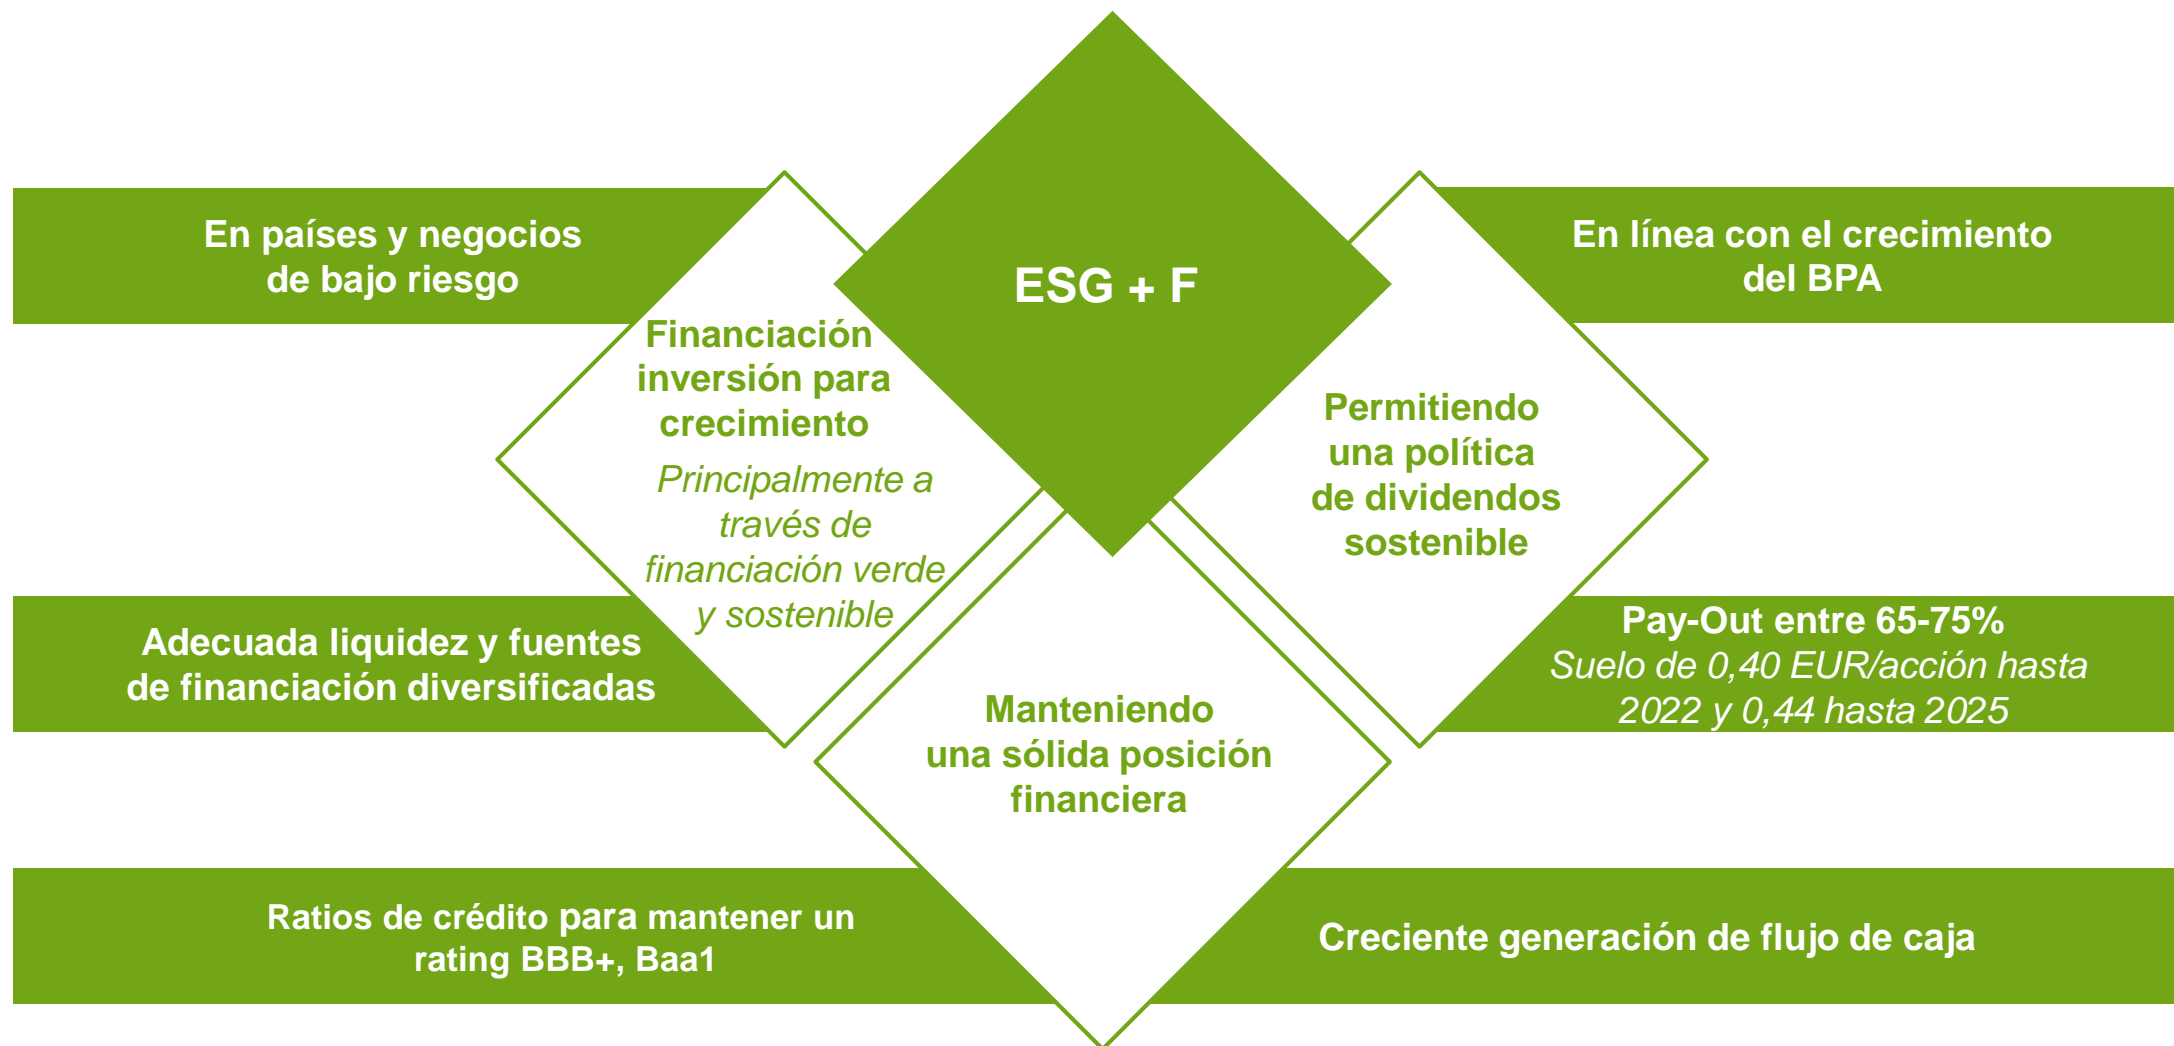 ESG + F
En países y negocios
de bajo riesgo
Financiación
inversión para
crecimiento
Principalmente a
través de
financiación verde
y sostenible
Adecuada liquidez y fuentes
de financiación diversificadas
En línea con el crecimiento
del BPA
Permitiendo
una política
de dividendos
sostenible
Pay-Out entre 65-75%
Suelo de 0,40 EUR/acción hasta
2022 y 0,44 hasta 2025
Manteniendo
una sólida posición
financiera
Ratios de crédito para mantener un
rating BBB+, Baa1
Creciente generación de flujo de caja